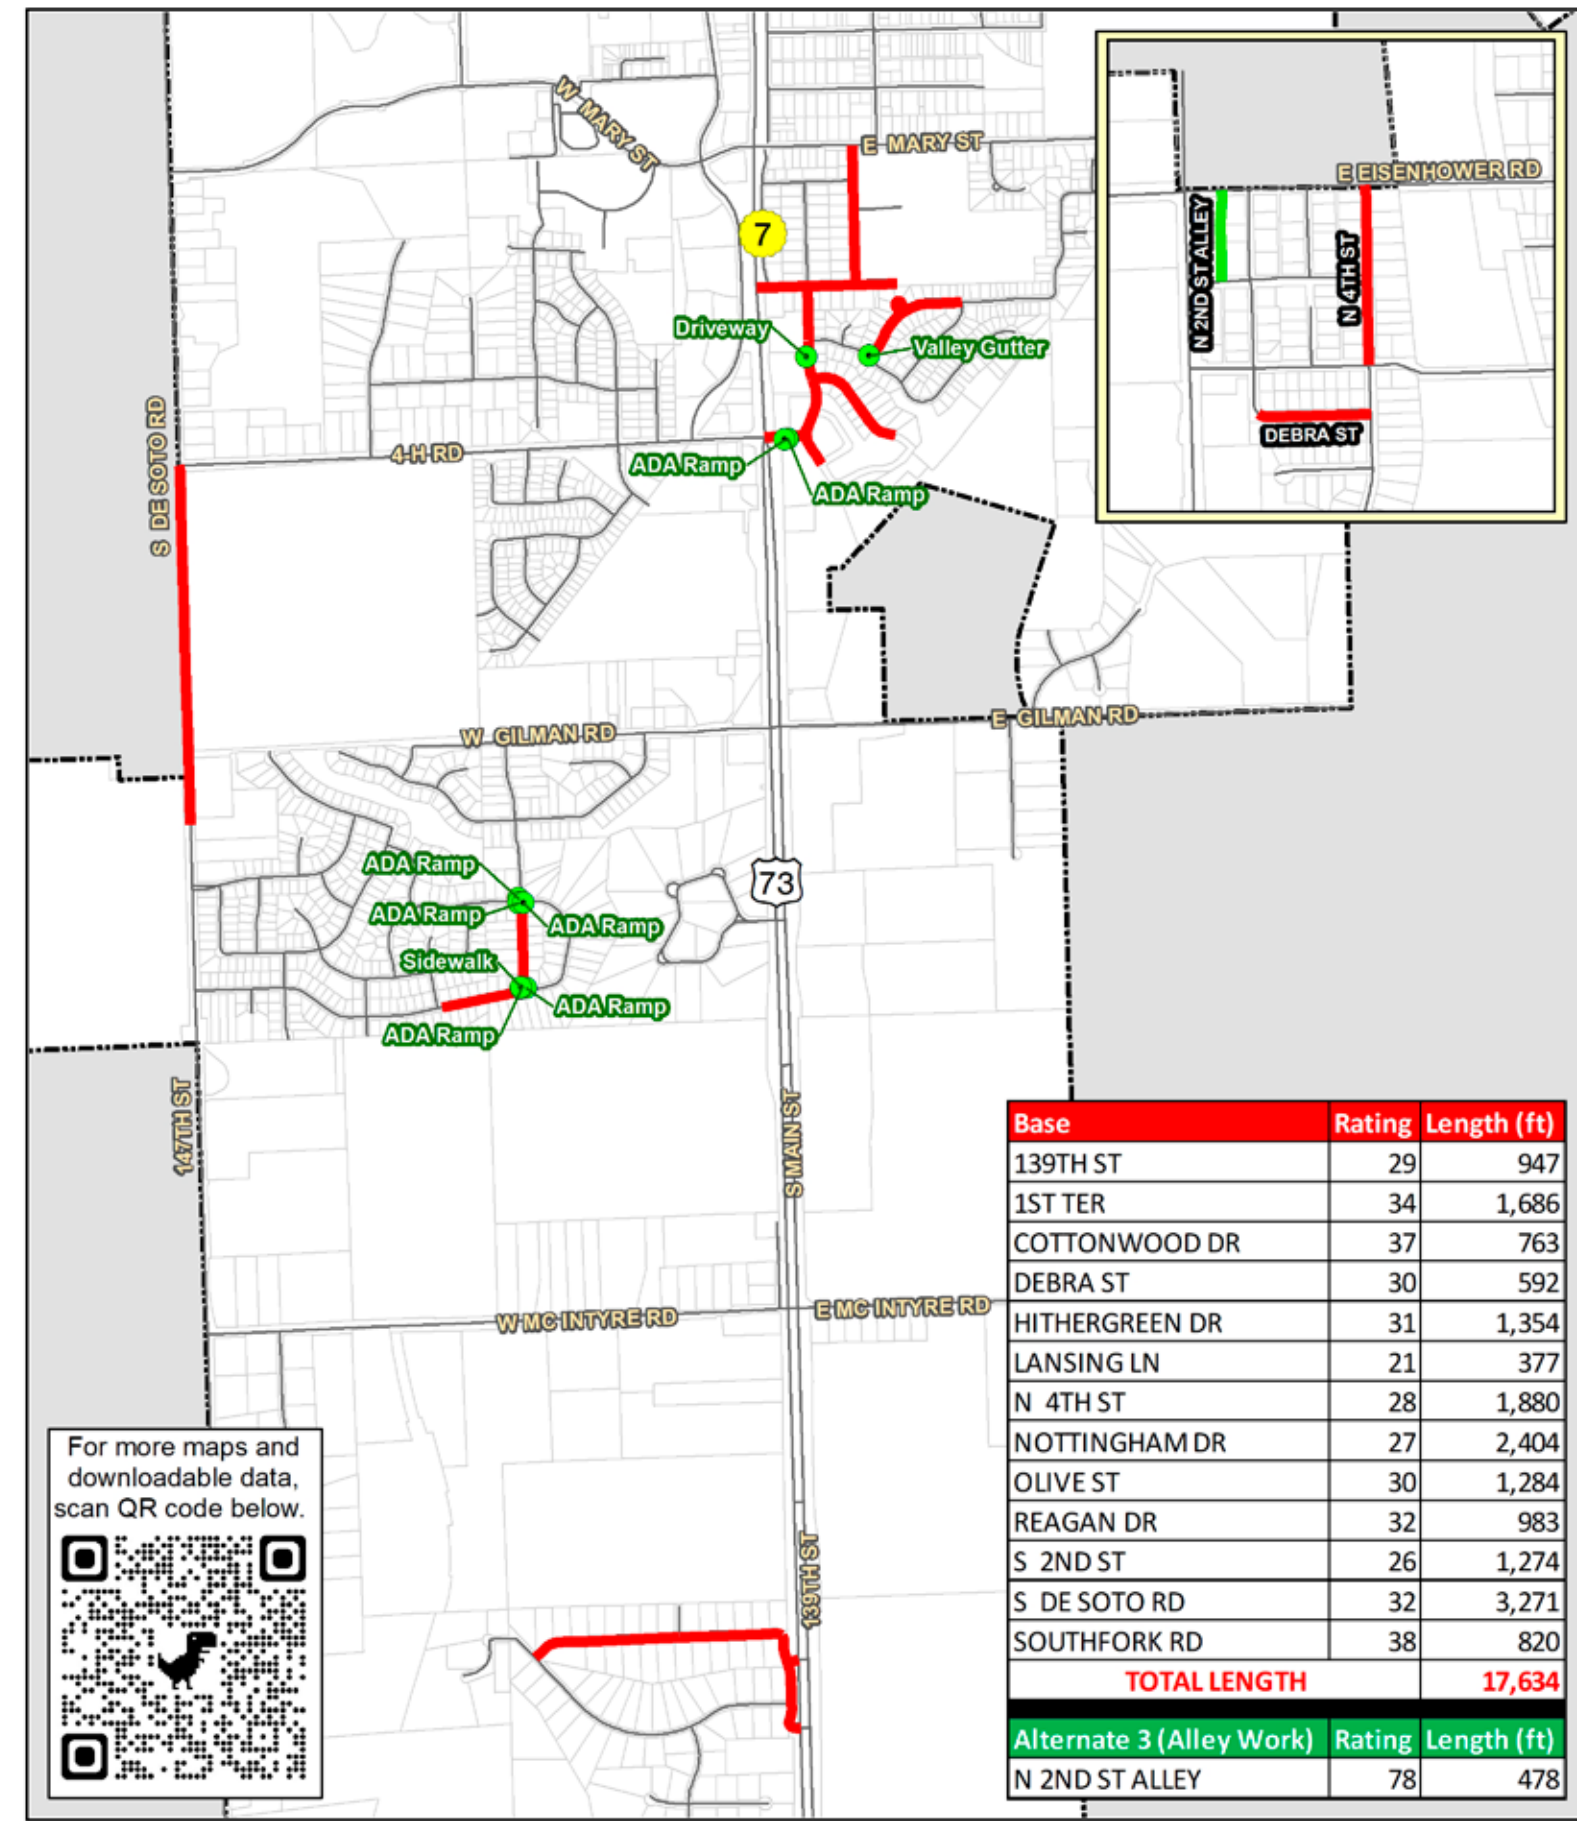 W MARY ST
E MARY ST
7
Driveway
Valley Gutter
S DE SOTO RD
4-H RD
ADA Ramp
ADA Ramp
E EISENHOWER RD
N 2ND ST ALLEY
N 4TH ST
DEBRA ST
W GILMAN RD
E GILMAN RD
73
ADA Ramp
ADA Ramp
ADA Ramp
Sidewalk
ADA Ramp
ADA Ramp
147TH ST
S MAIN ST
W MC INTYRE RD
E MC INTYRE RD
139TH ST
For more maps and
downloadable data,
scan QR code below.
Base Rating Length (ft)
139TH ST 29 947
1ST TER 34 1,686
COTTONWOOD DR 37 763
DEBRA ST 30 592
HITHERGREEN DR 31 1,354
LANSING LN 21 377
N 4TH ST 28 1,880
NOTTINGHAM DR 27 2,404
OLIVE ST 30 1,284
REAGAN DR 32 983
S 2ND ST 26 1,274
S DE SOTO RD 32 3,271
SOUTHFORK RD 38 820
TOTAL LENGTH 17,634
Alternate 3 (Alley Work) Rating Length (ft)
N 2ND ST ALLEY 78 478